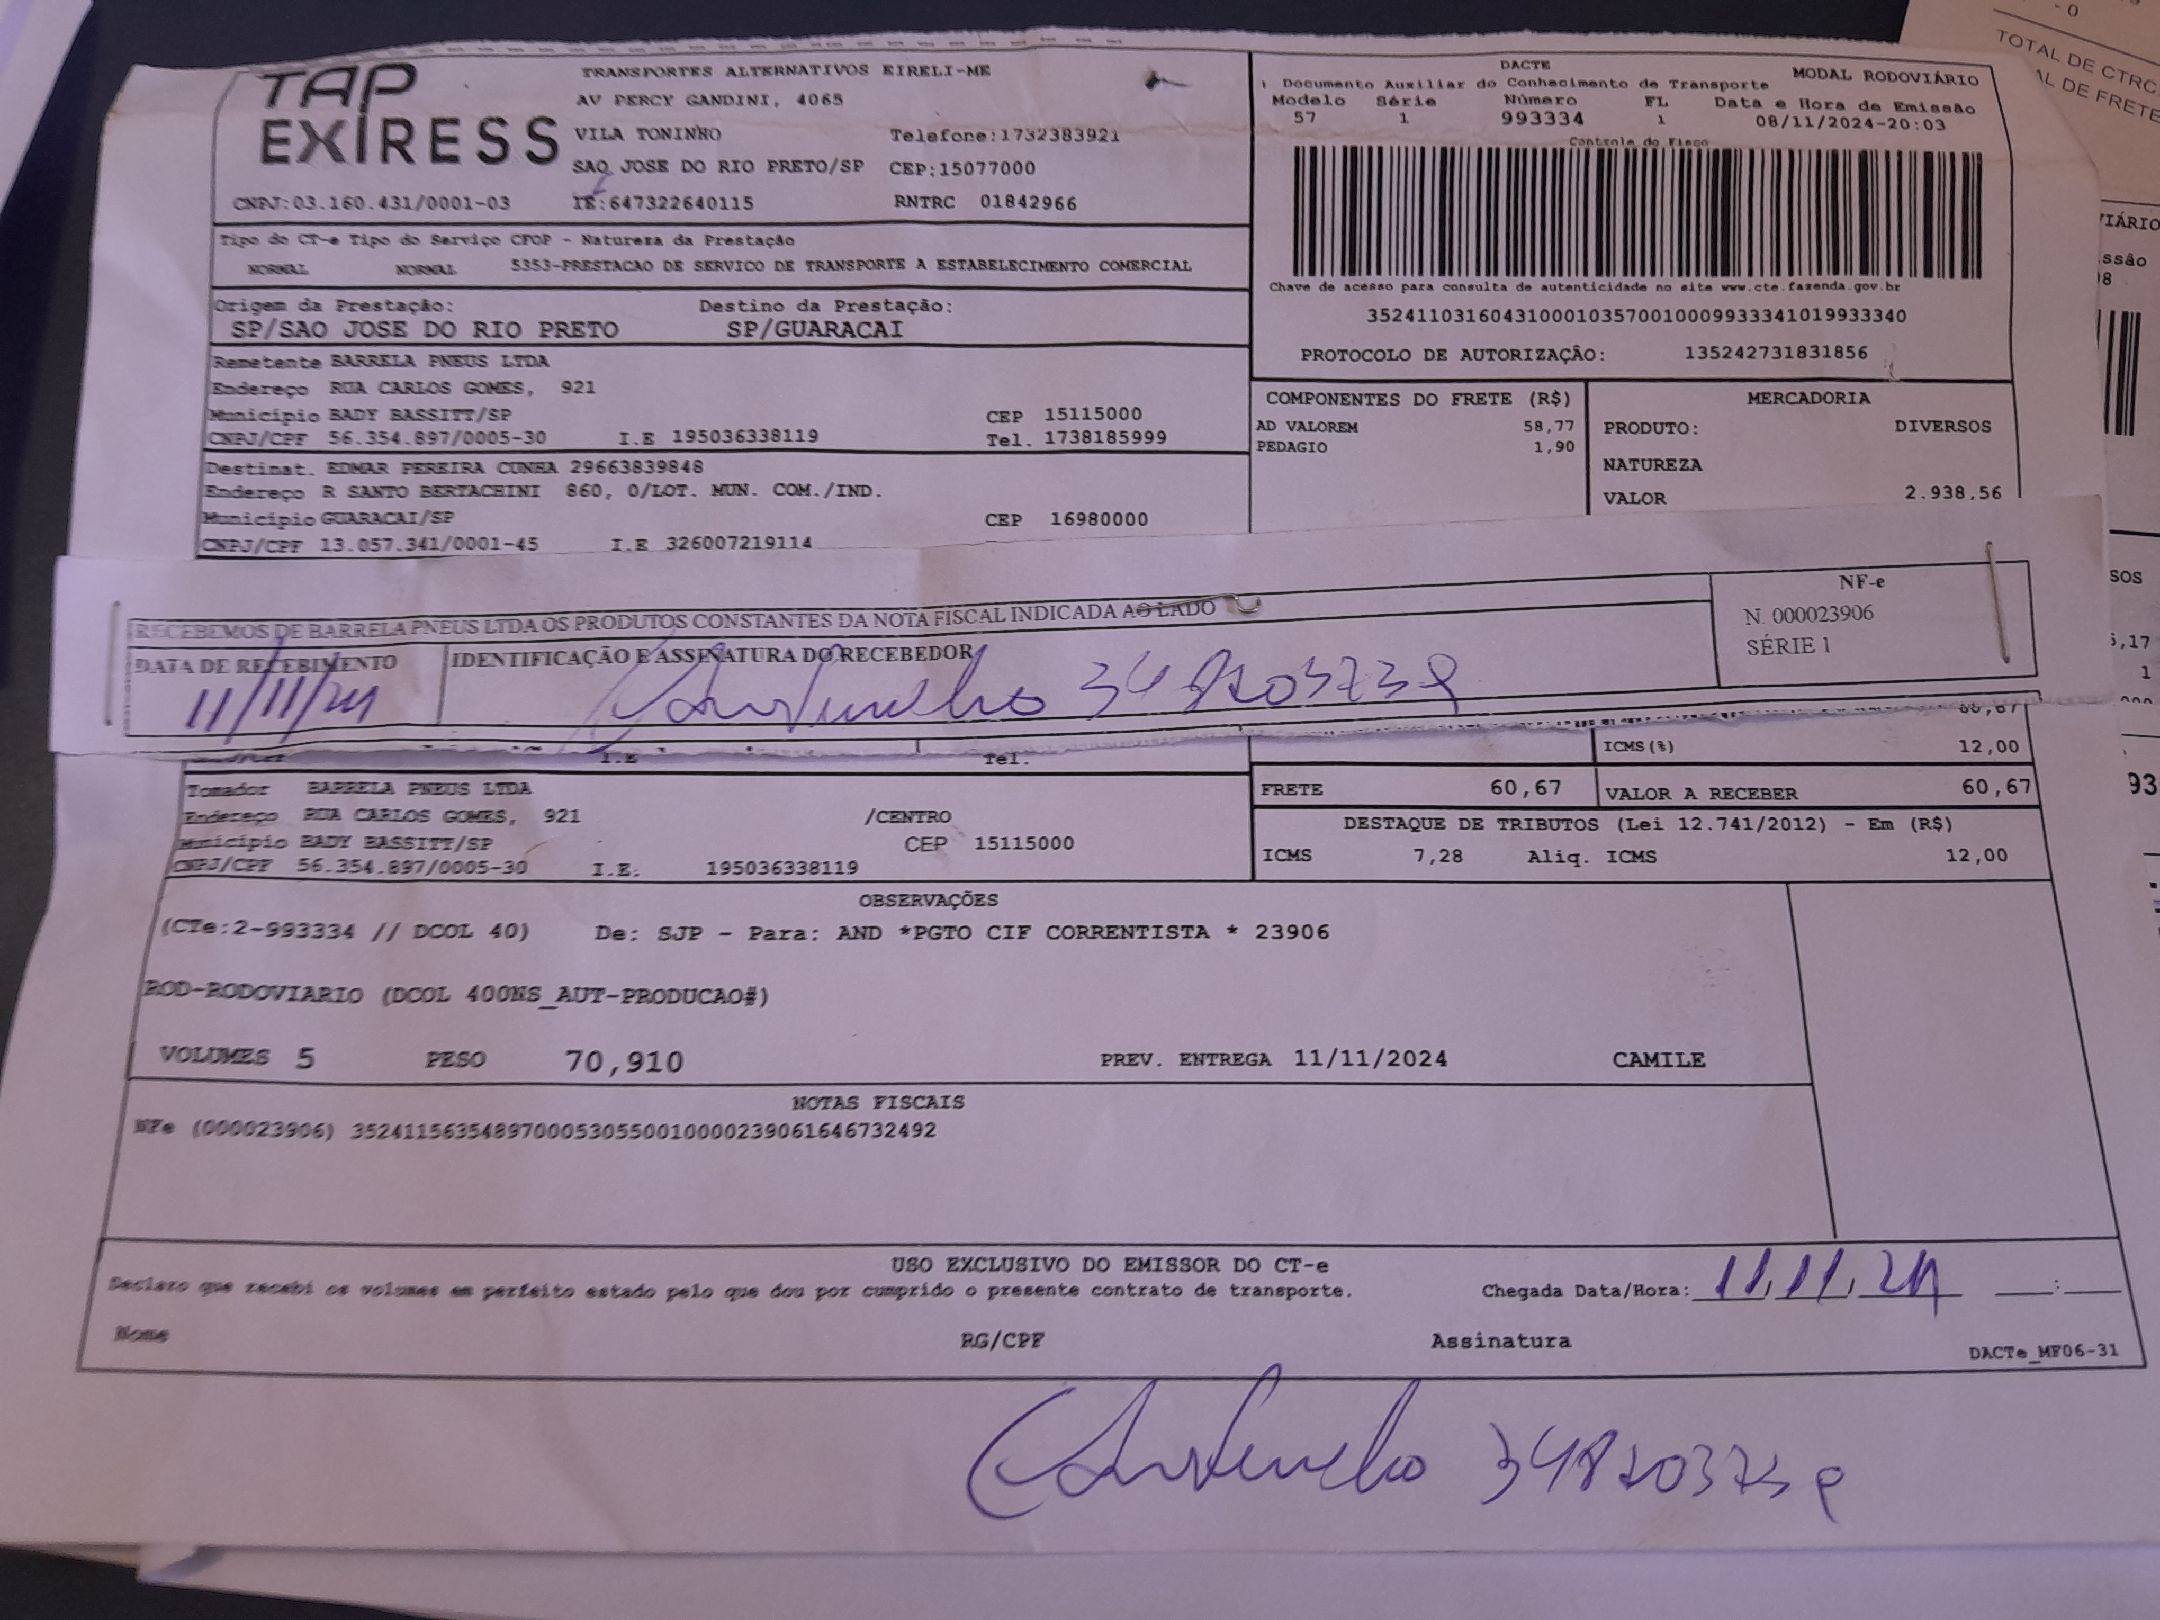 TAP
EXPRESS
TRANSPORTES ALTERNATIVOS EIRELI-ME
AV PERCY GANDINI, 4065
VILA TONINHO Telefone:1732383921
SAO JOSE DO RIO PRETO/SP CEP:15077000
CNPJ:03.160.431/0001-03 IE:647322640115 RNTRC 01842966
DACTE
Documento Auxiliar do Conhecimento de Transporte MODAL RODOVIÁRIO
Modelo Série Número FL Data e Hora de Emissão
57 1 993334 1 08/11/2024-20:03
Controle do Fisco
Chave de acesso para consulta de autenticidade no site www.cte.fazenda.gov.br
35241103160431000103570010009933341019933340
PROTOCOLO DE AUTORIZAÇÃO: 135242731831856
Tipo do CT-e Tipo do Serviço CFOP - Natureza da Prestação
NORMAL NORMAL 5353-PRESTACAO DE SERVICO DE TRANSPORTE A ESTABELECIMENTO COMERCIAL
Origem da Prestação: Destino da Prestação:
SP/SAO JOSE DO RIO PRETO SP/GUARACAI
Remetente BARRELA PNEUS LTDA
Endereço RUA CARLOS GOMES, 921
Município BADY BASSITT/SP CEP 15115000
CNPJ/CPF 56.354.897/0005-30 I.E 195036338119 Tel. 1738185999
Destinat. EDMAR PEREIRA CUNHA 29663839848
Endereço R SANTO BERTACHINI 860, 0/LOT. MUN. COM./IND.
Município GUARACAI/SP CEP 16980000
CNPJ/CPF 13.057.341/0001-45 I.E 326007219114
COMPONENTES DO FRETE (R$)
AD VALOREM 58,77
PEDAGIO 1,90
MERCADORIA
PRODUTO: DIVERSOS
NATUREZA
VALOR 2.938,56
RECEBEMOS DE BARRELA PNEUS LTDA OS PRODUTOS CONSTANTES DA NOTA FISCAL INDICADA AO LADO
DATA DE RECEBIMENTO IDENTIFICAÇÃO E ASSINATURA DO RECEBEDOR
11/11/24
NF-e
N. 000023906
SÉRIE 1
I.E Tel.
60,67
ICMS(%) 12,00
FRETE 60,67 VALOR A RECEBER 60,67
DESTAQUE DE TRIBUTOS (Lei 12.741/2012) - Em (R$)
ICMS 7,28 Aliq. ICMS 12,00
Tomador BARRELA PNEUS LTDA
Endereço RUA CARLOS GOMES, 921 /CENTRO
Município BADY BASSITT/SP CEP 15115000
CNPJ/CPF 56.354.897/0005-30 I.E. 195036338119
OBSERVAÇÕES
(CTe:2-993334 // DCOL 40) De: SJP - Para: AND *PGTO CIF CORRENTISTA * 23906
ROD-RODOVIARIO (DCOL 400NS_AUT-PRODUCAO#)
VOLUMES 5 PESO 70,910 PREV. ENTREGA 11/11/2024 CAMILE
NOTAS FISCAIS
NFe (000023906) 35241156354897000530550010000239061646732492
USO EXCLUSIVO DO EMISSOR DO CT-e
Declaro que recebi os volumes em perfeito estado pelo que dou por cumprido o presente contrato de transporte. Chegada Data/Hora: 11,11,24 :
Nome RG/CPF Assinatura
DACTe_MF06-31
TOTAL DE CTRC
AL DE FRETE